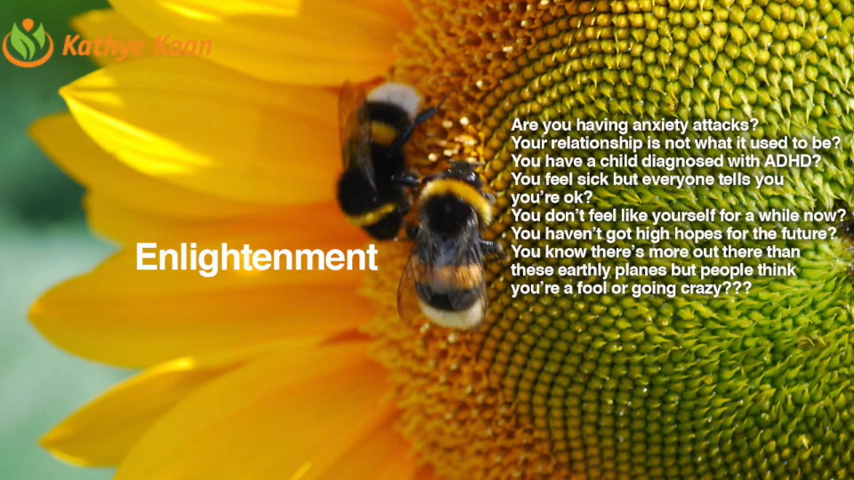 Kathye Kaan
Are you having anxiety attacks?
Your relationship is not what it used to be?
You have a child diagnosed with ADHD?
You feel sick but everyone tells you
you're ok?
You don't feel like yourself for a while now?
You haven't got high hopes for the future?
You know there's more out there than
these earthly planes but people think
you're a fool or going crazy???
Enlightenment